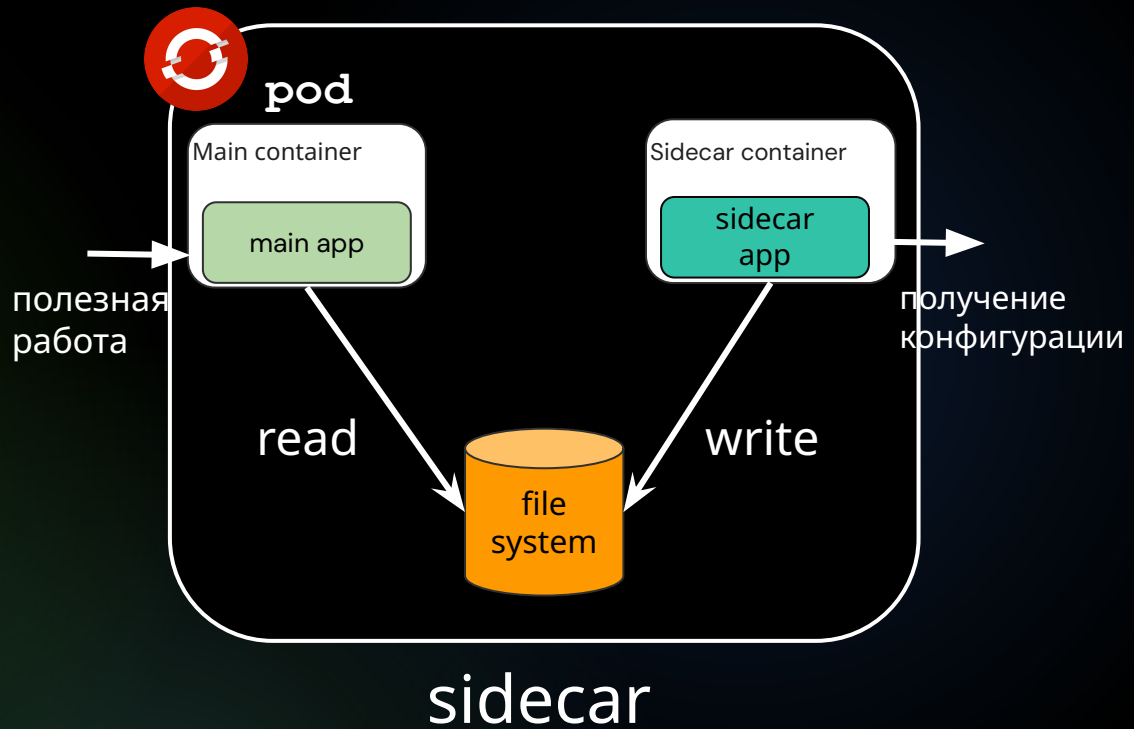 pod
Main container
Sidecar container
main app
sidecar
app
полезная
работа
получение
конфигурации
read
write
file
system
sidecar